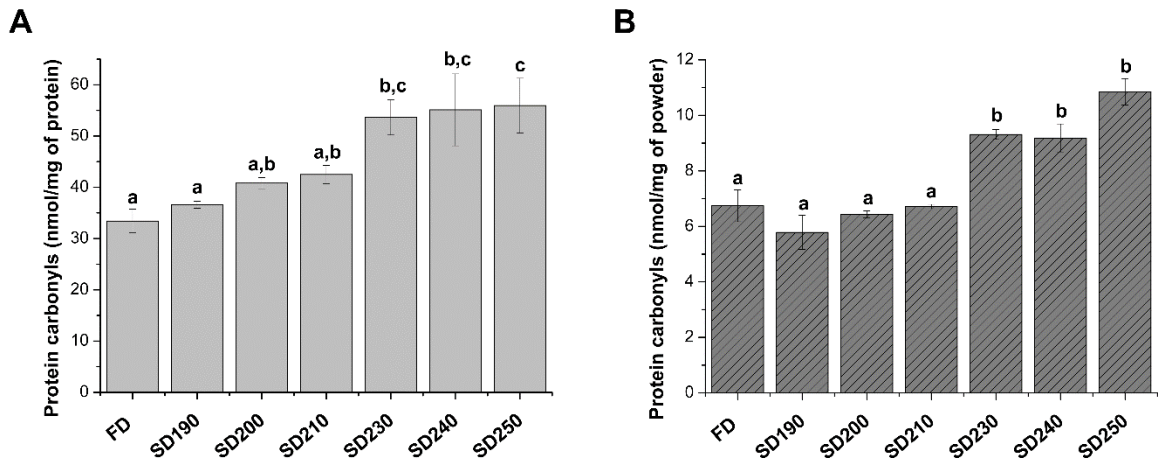 A
Protein carbonyls (nmol/mg of protein)
60
50
40
30
20
10
0
a
a
a,b
a,b
b,c
b,c
c
FD
SD190
SD200
SD210
SD230
SD240
SD250
B
Protein carbonyls (nmol/mg of powder)
12
10
8
6
4
2
0
a
a
a
a
b
b
b
FD
SD190
SD200
SD210
SD230
SD240
SD250